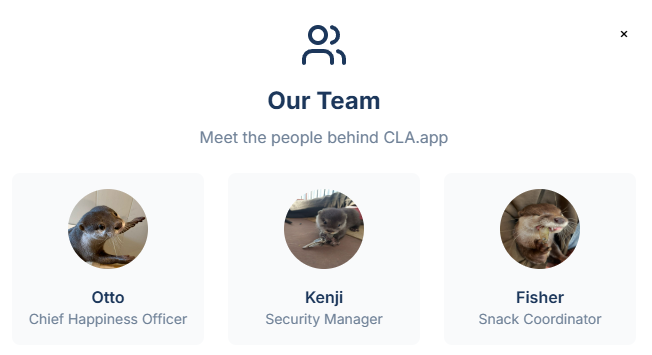 ×
Our Team
Meet the people behind CLA.app
Otto
Chief Happiness Officer
Kenji
Security Manager
Fisher
Snack Coordinator